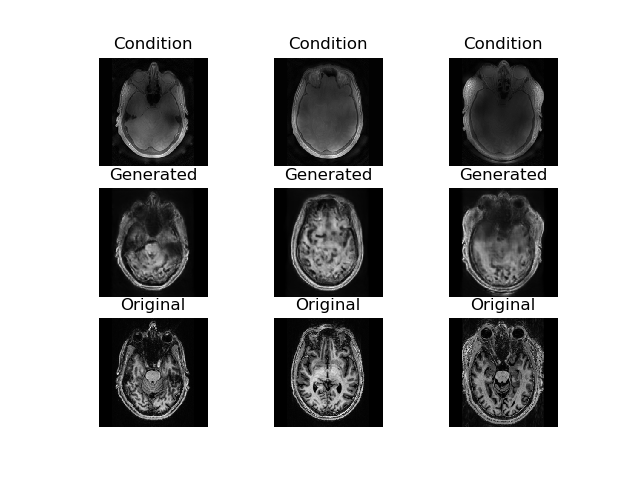 Condition Condition Condition
Generated Generated Generated
Original Original Original